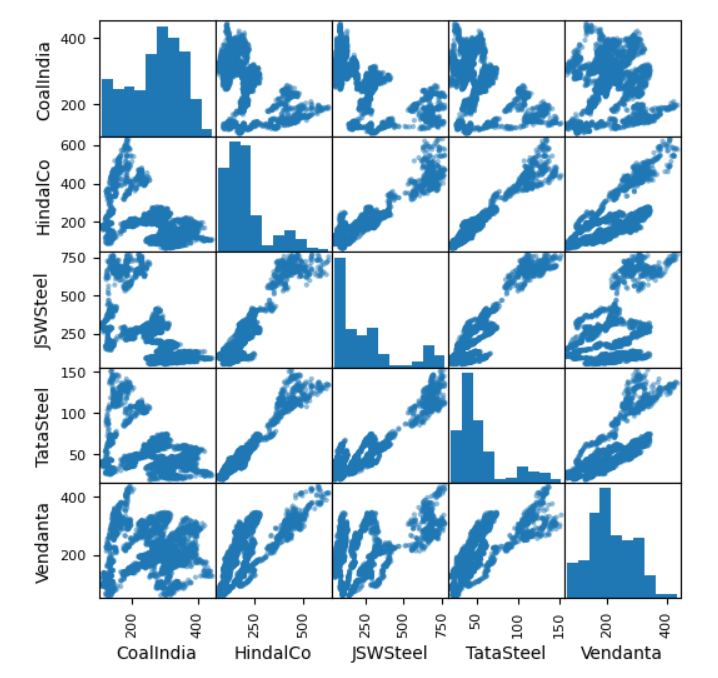 CoalIndia
400
200
HindalCo
600
400
200
JSWSteel
750
500
250
TataSteel
150
100
50
Vendanta
400
200
200 400 250 500 250 500 750 50 100 150 200 400
CoalIndia HindalCo JSWSteel TataSteel Vendanta